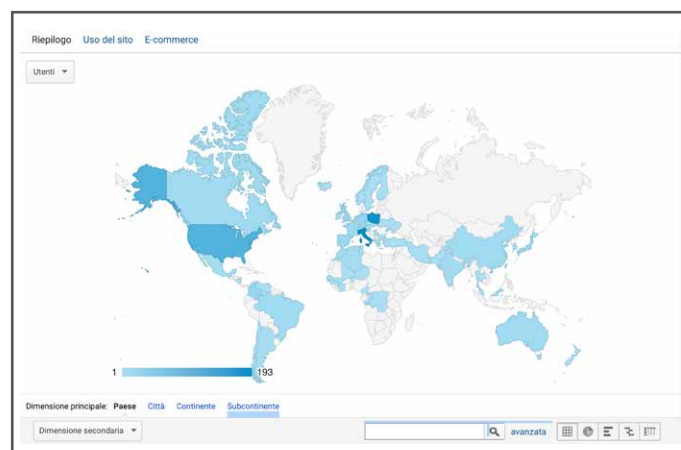 Riepilogo Uso del sito E-commerce
Utenti
1 193
Dimensione principale: Paese Città Continente Subcontinente
Dimensione secondaria avanzata